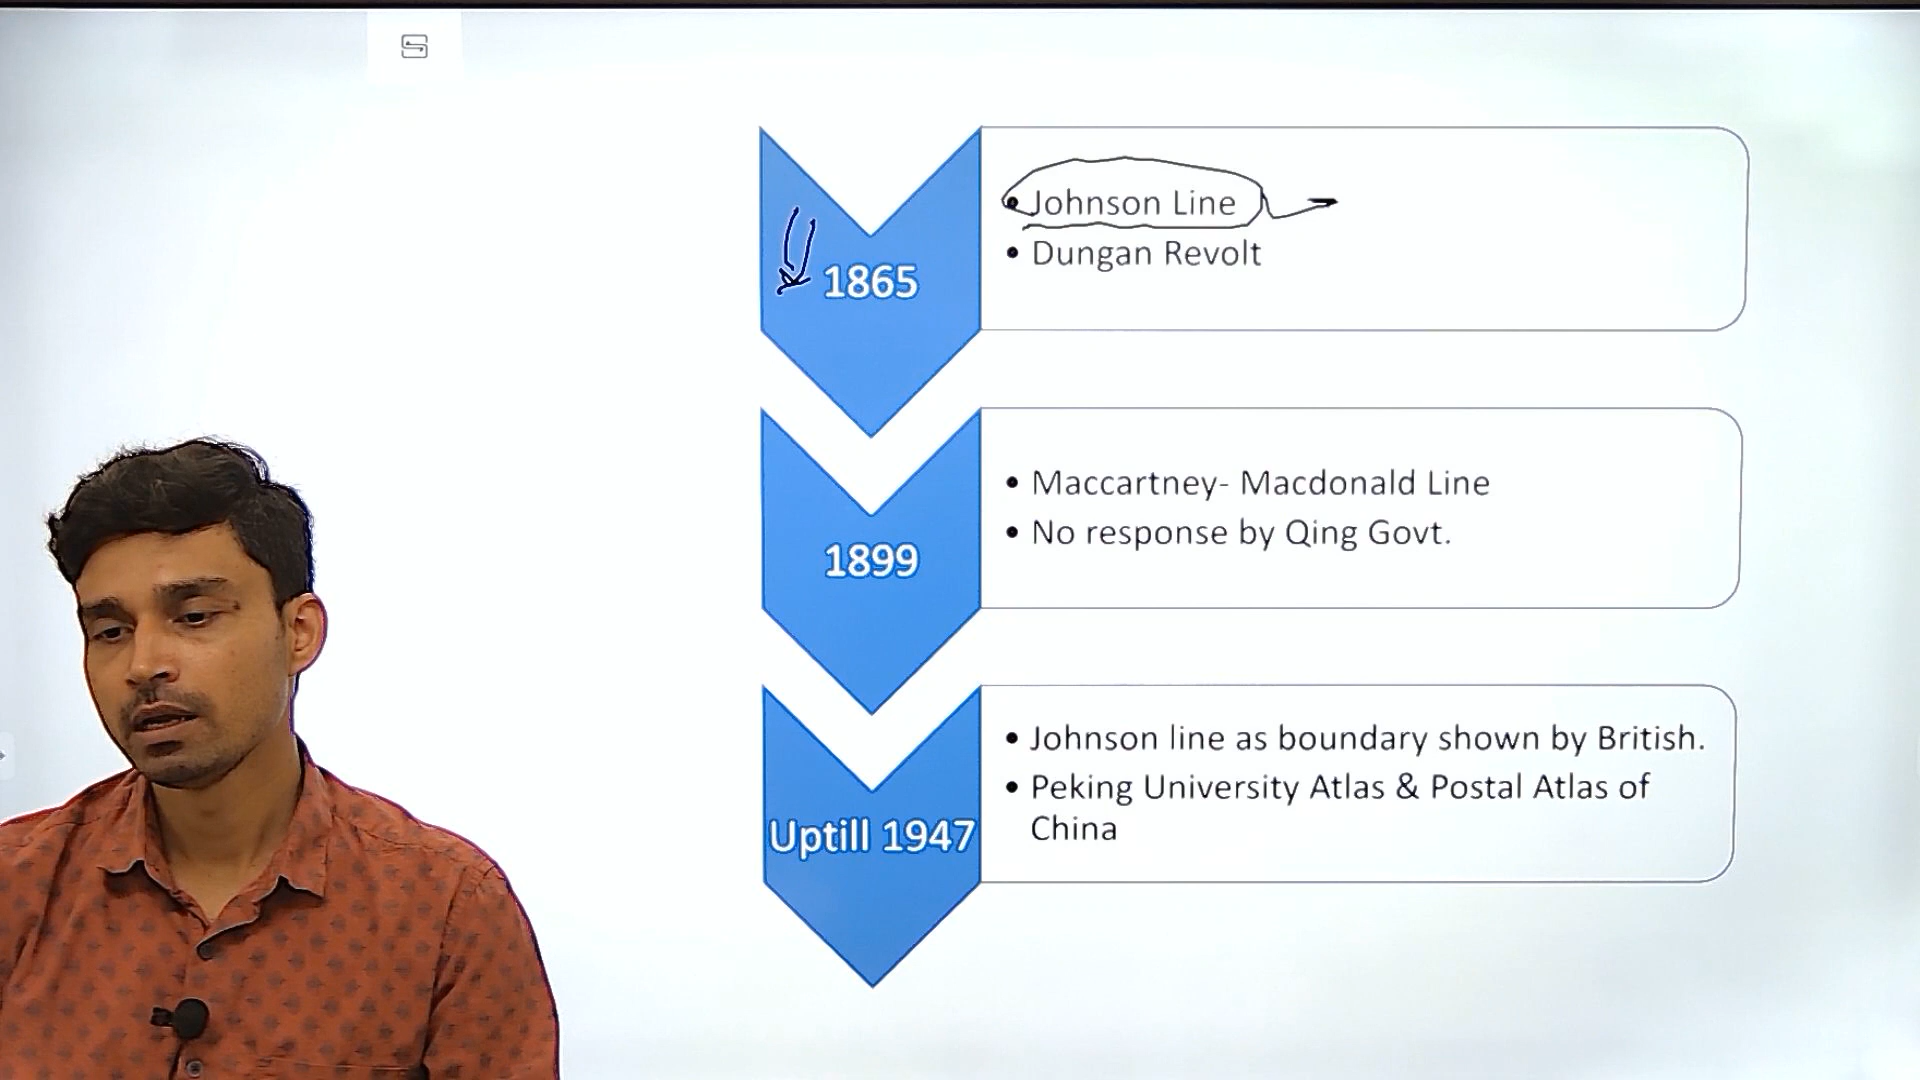 • Johnson Line
• Dungan Revolt
1865
• Maccartney- Macdonald Line
• No response by Qing Govt.
1899
• Johnson line as boundary shown by British.
• Peking University Atlas & Postal Atlas of
China
Uptill 1947